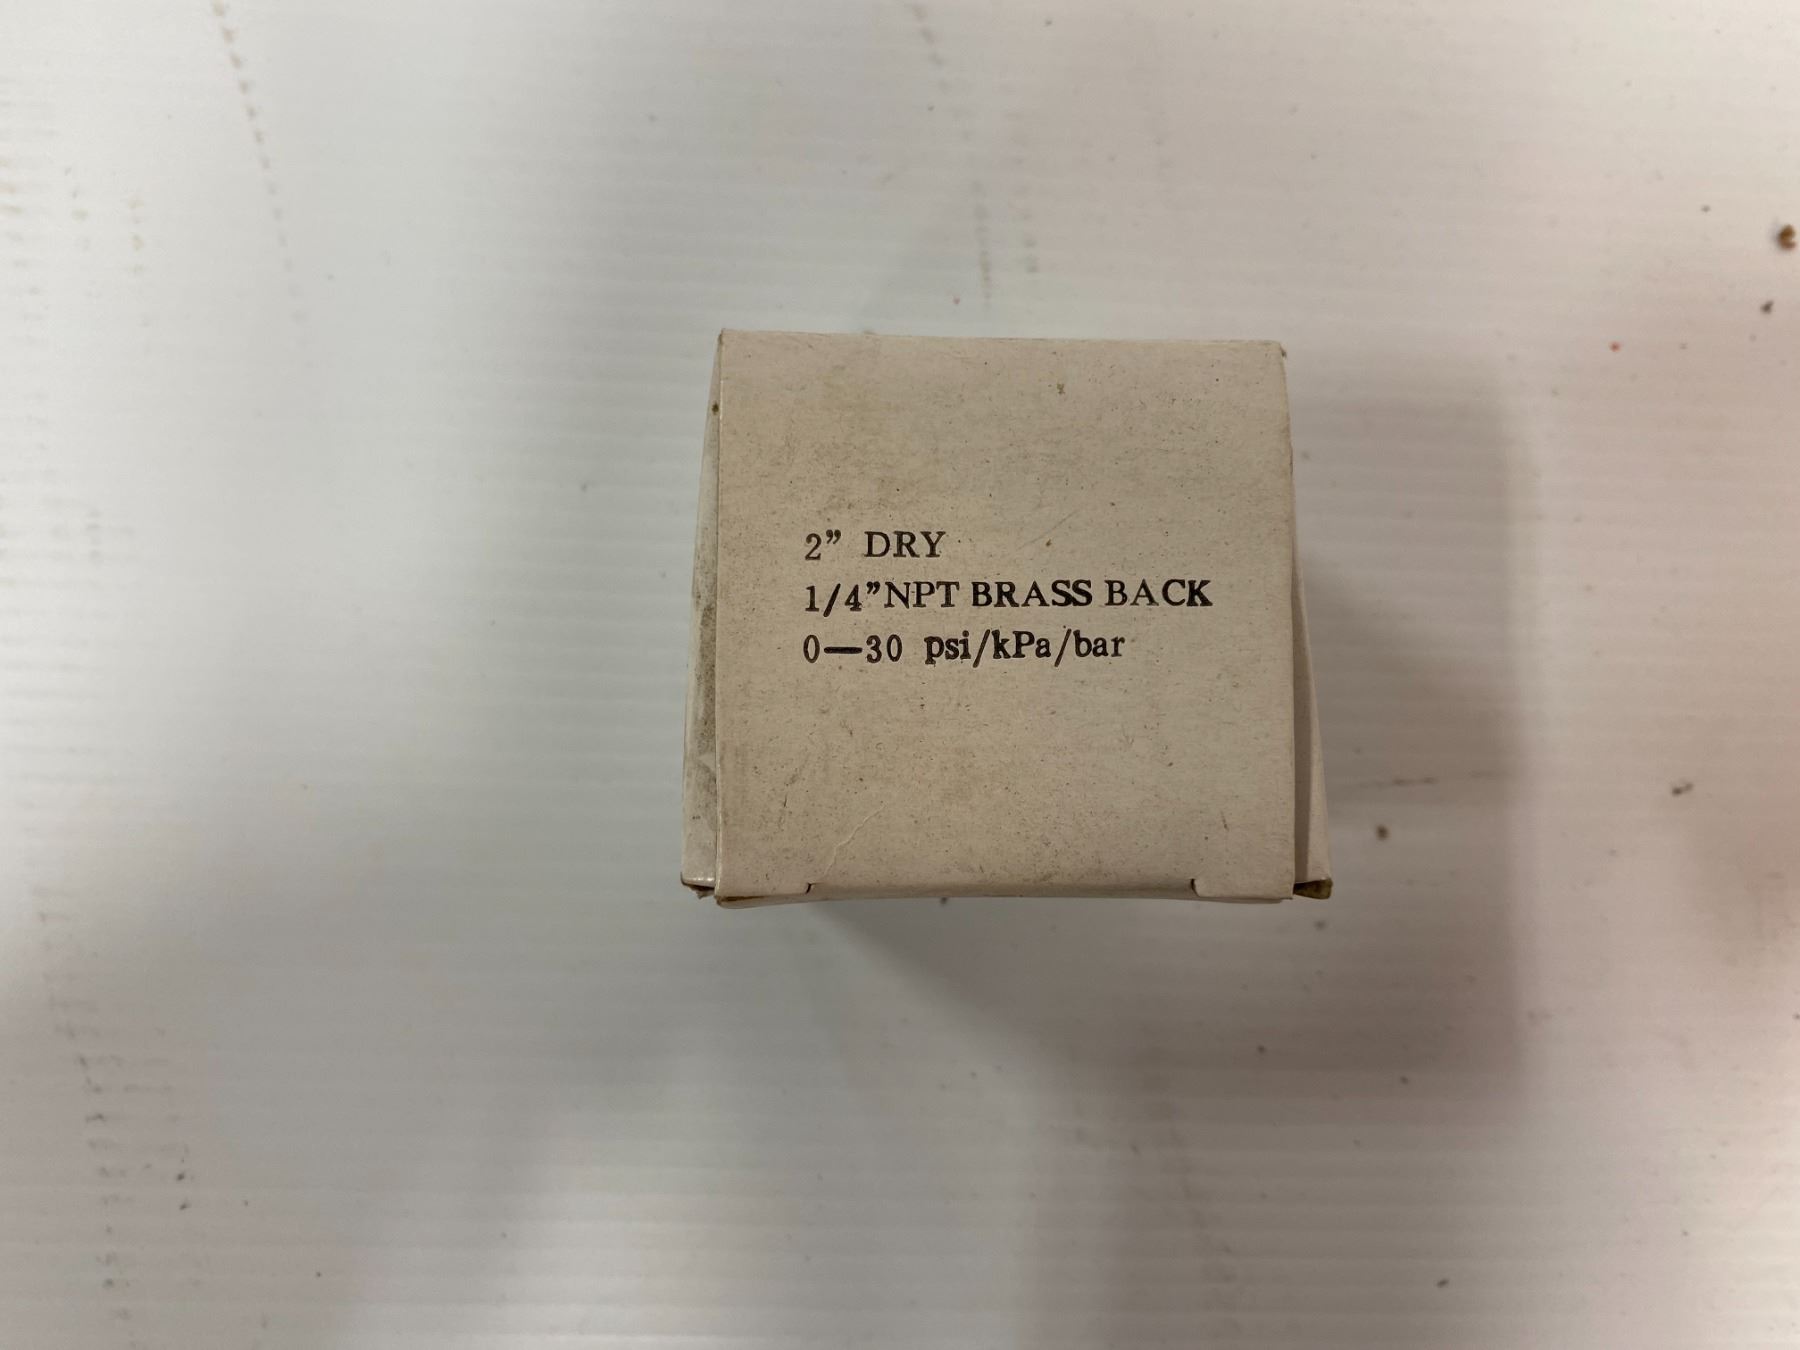 2” DRY
1/4”NPT BRASS BACK
0—30 psi/kPa/bar